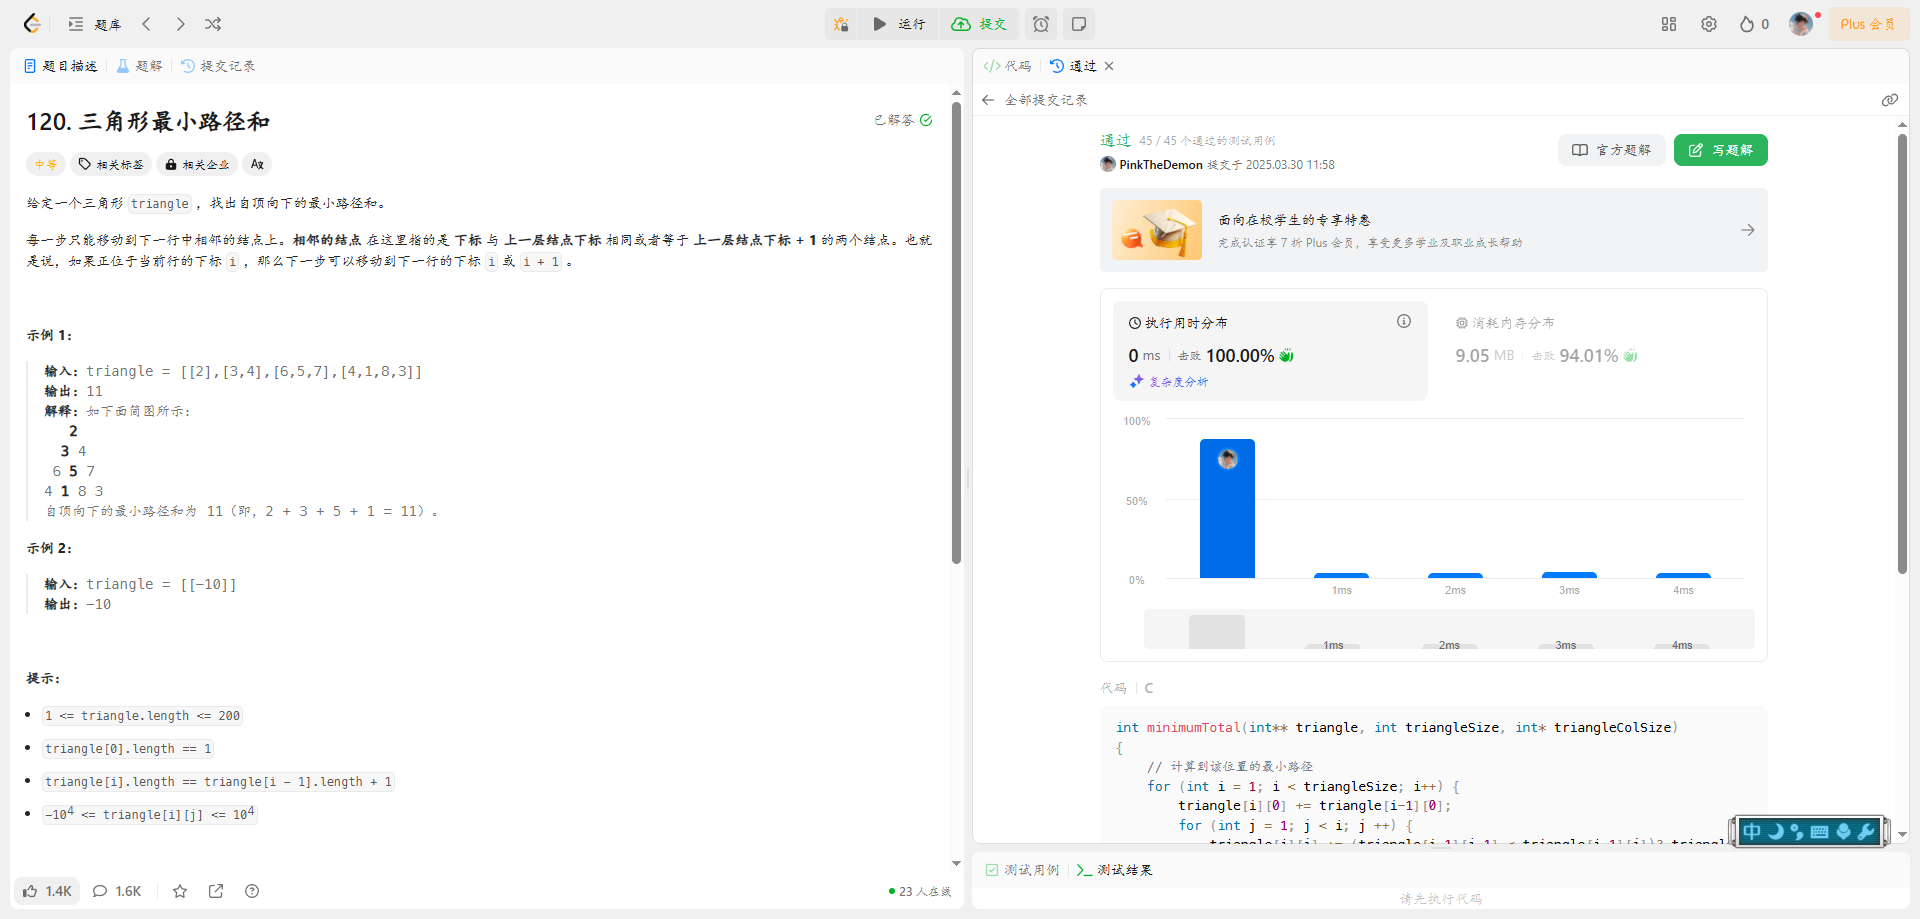 题库
运行
提交
0
Plus 会员
题目描述
题解
提交记录
120. 三角形最小路径和
已解答
中等
相关标签
相关企业
给定一个三角形 triangle ，找出自顶向下的最小路径和。
每一步只能移动到下一行中相邻的结点上。相邻的结点 在这里指的是 下标 与 上一层结点下标 相同或者等于 上一层结点下标 + 1 的两个结点。也就
是说，如果正位于当前行的下标 i ，那么下一步可以移动到下一行的下标 i 或 i + 1 。
示例 1：
输入：triangle = [[2],[3,4],[6,5,7],[4,1,8,3]]
输出：11
解释：如下面简图所示：
2
3 4
6 5 7
4 1 8 3
自顶向下的最小路径和为 11（即，2 + 3 + 5 + 1 = 11）。
示例 2：
输入：triangle = [[-10]]
输出：-10
提示：
1 <= triangle.length <= 200
triangle[0].length == 1
triangle[i].length == triangle[i - 1].length + 1
-10⁴ <= triangle[i][j] <= 10⁴
1.4K
1.6K
23 人在线
代码
通过
全部提交记录
通过 45 / 45 个通过的测试用例
PinkTheDemon 提交于 2025.03.30 11:58
官方题解
写题解
面向在校学生的专享特惠
完成认证享 7 折 Plus 会员，享受更多学业及职业成长帮助
执行用时分布
0 ms 击败 100.00%
复杂度分析
消耗内存分布
9.05 MB 击败 94.01%
100%
50%
0%
1ms 2ms 3ms 4ms
1ms 2ms 3ms 4ms
代码 C
int minimumTotal(int** triangle, int triangleSize, int* triangleColSize)
{
// 计算到该位置的最小路径
for (int i = 1; i < triangleSize; i++) {
triangle[i][0] += triangle[i-1][0];
for (int j = 1; j < i; j ++) {
中
测试用例
测试结果
请先执行代码